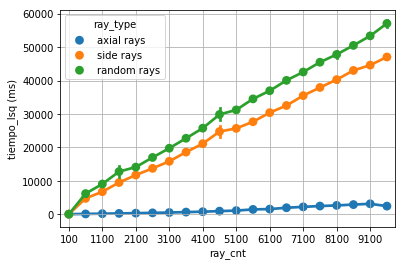 60000
50000
40000
30000
20000
10000
0
tiempo_lsq (ms)
ray_type
axial rays
side rays
random rays
100 1100 2100 3100 4100 5100 6100 7100 8100 9100
ray_cnt